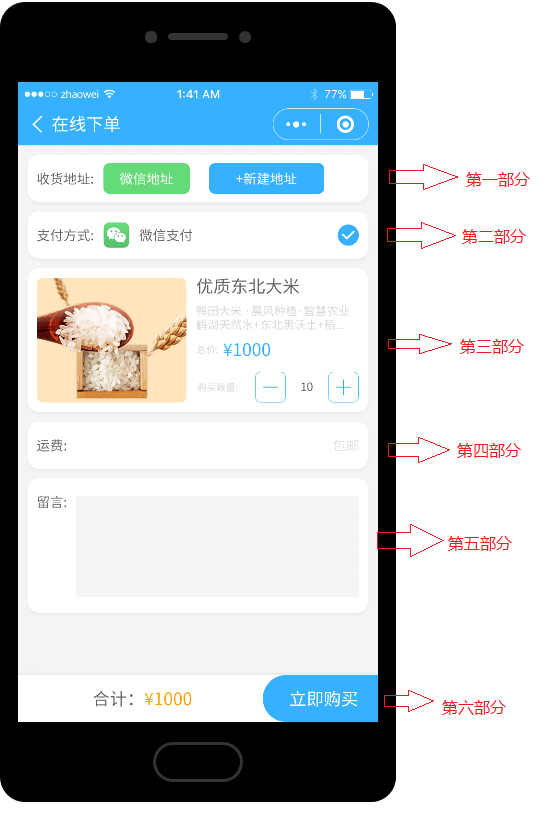 zhaowei
1:41 AM
77%
在线下单
收货地址:
微信地址
+新建地址
第一部分
支付方式:
微信支付
第二部分
优质东北大米
鸭田大米 · 晨风种植 · 智慧农业
鹤湖天然水+东北黑沃土+稻...
总价: ¥1000
第三部分
购买数量:
10
运费:
包邮
第四部分
留言:
第五部分
合计: ¥1000
立即购买
第六部分